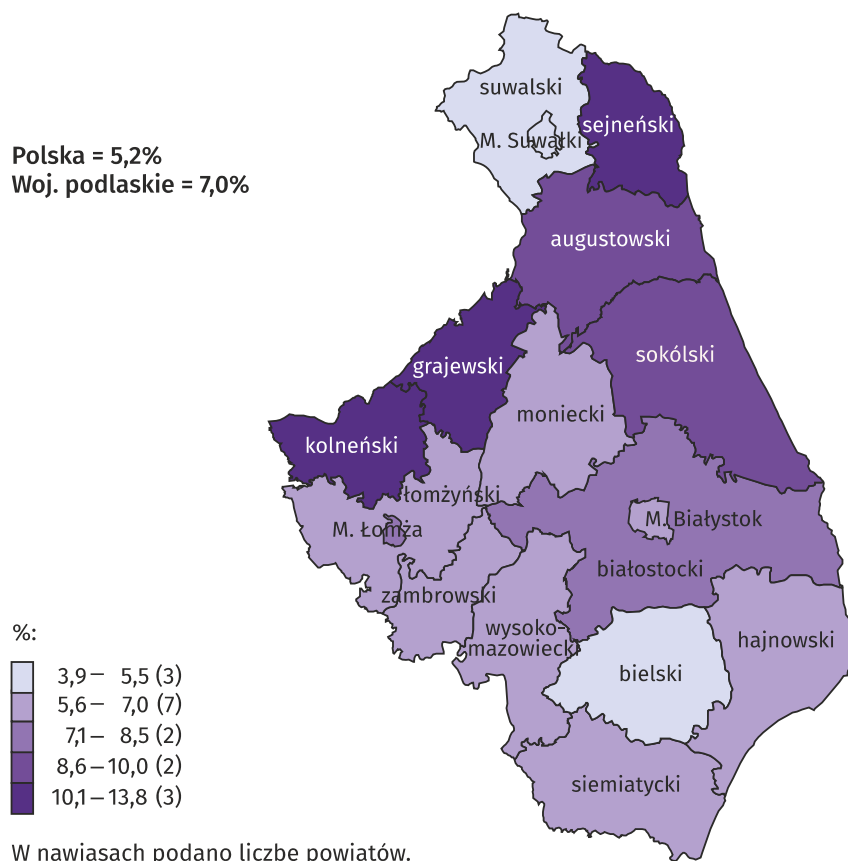 suwalski
M. Suwałki
sejneński
Polska = 5,2%
Woj. podlaskie = 7,0%
augustowski
sokólski
grajewski
moniecki
kolneński
łomżyński
M. Łomża
M. Białystok
białostocki
zambrowski
wysoko-
mazowiecki
hajnowski
bielski
siemiatycki
%:
3,9 – 5,5 (3)
5,6 – 7,0 (7)
7,1 – 8,5 (2)
8,6 – 10,0 (2)
10,1 – 13,8 (3)
W nawiasach podano liczbę powiatów.